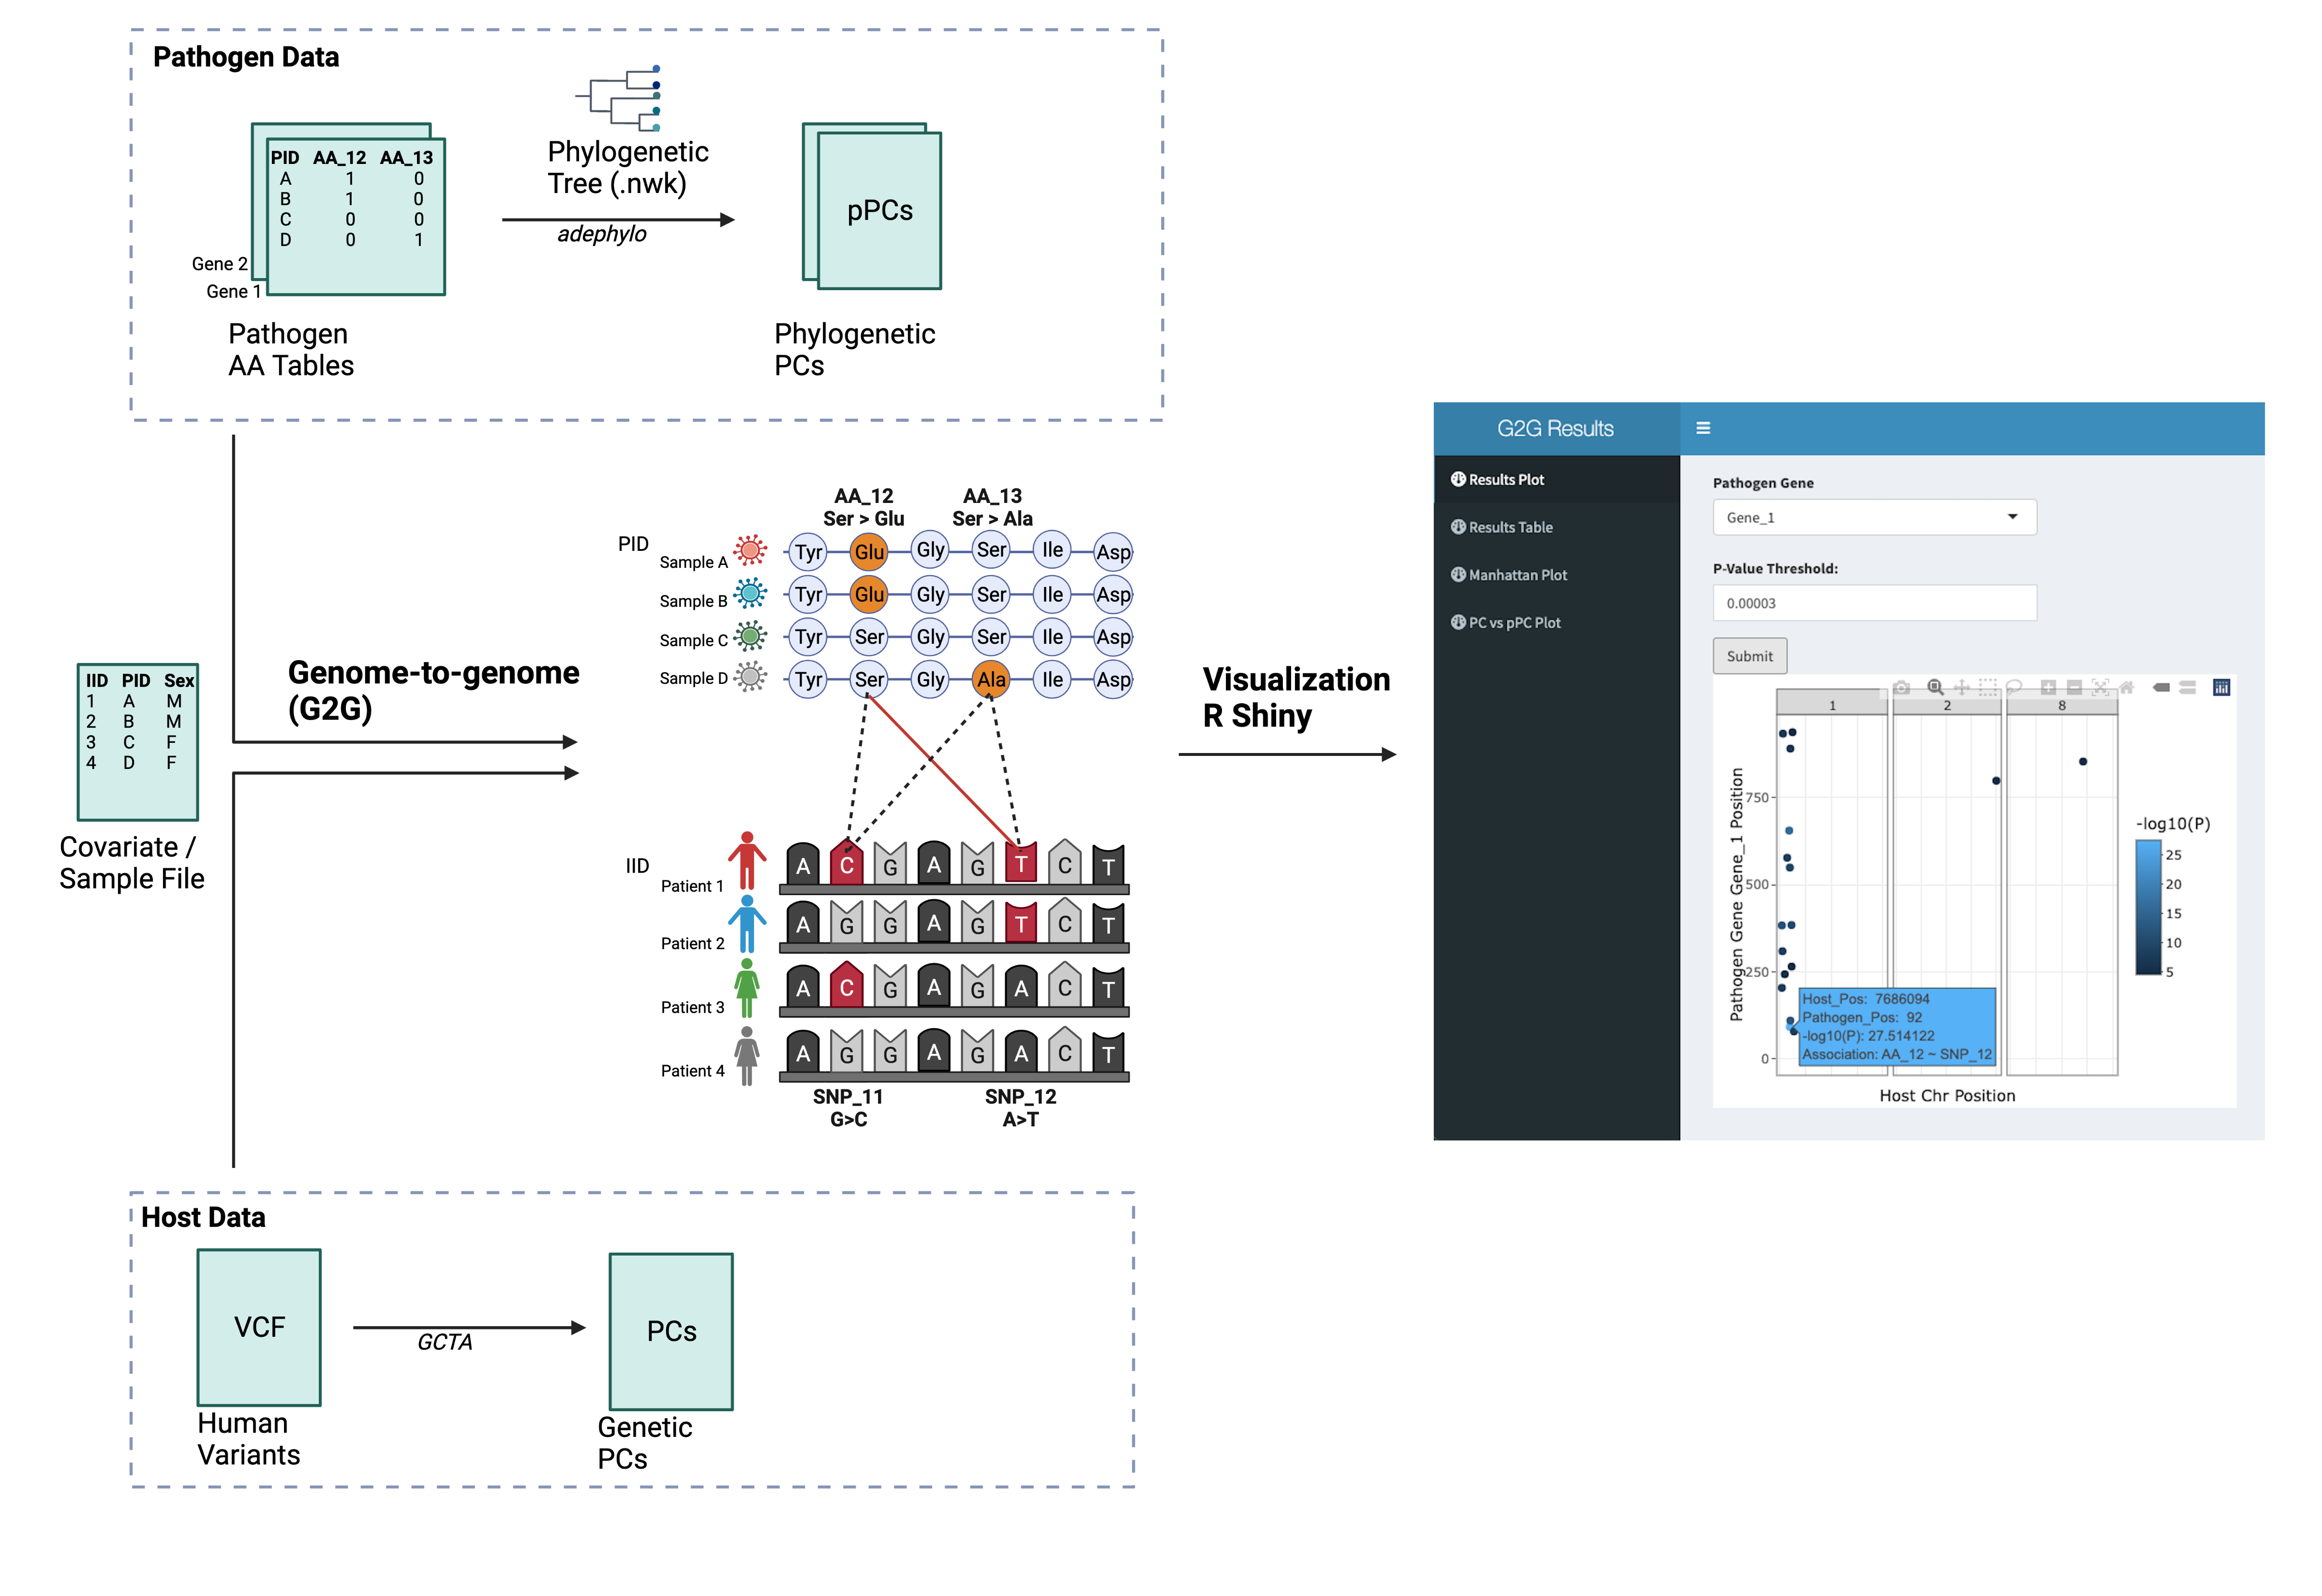 Pathogen Data
PID AA_12 AA_13
A 1 0
B 1 0
C 0 0
D 0 1
Gene 2
Gene 1
Pathogen
AA Tables
Phylogenetic
Tree (.nwk)
adephylo
pPCs
Phylogenetic
PCs
IID PID Sex
1 A M
2 B M
3 C F
4 D F
Covariate /
Sample File
Genome-to-genome
(G2G)
AA_12 AA_13
Ser > Glu Ser > Ala
PID
Sample A Tyr Glu Gly Ser Ile Asp
Sample B Tyr Glu Gly Ser Ile Asp
Sample C Tyr Ser Gly Ser Ile Asp
Sample D Tyr Ser Gly Ala Ile Asp
IID
Patient 1 A C G A G T C T
Patient 2 A G G A G T C T
Patient 3 A C G A G A C T
Patient 4 A G G A G A C T
SNP_11 SNP_12
G>C A>T
Visualization
R Shiny
G2G Results
Results Plot
Results Table
Manhattan Plot
PC vs pPC Plot
Pathogen Gene
Gene_1
P-Value Threshold:
0.00003
Submit
1 2 8
Pathogen Gene Gene_1 Position
750
500
250
0
Host_Pos: 7686094
Pathogen_Pos: 92
-log10(P): 27.514122
Association: AA_12 ~ SNP_12
Host Chr Position
-log10(P)
25
20
15
10
5
Host Data
VCF
GCTA
PCs
Human
Variants
Genetic
PCs